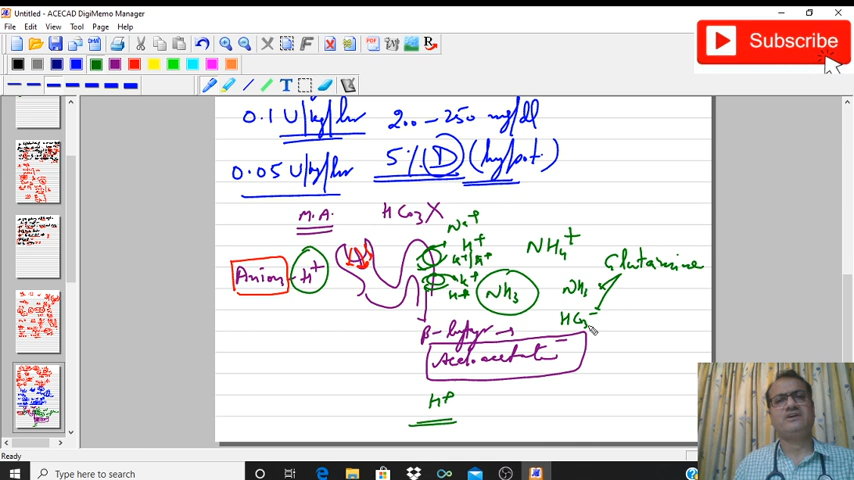 Untitled - ACECAD DigiMemo Manager
File Edit View Tool Page Help
Subscribe
0.1 U/kg/hr 200-250 mg/dl
0.05 U/kg/hr 5% D (hypot.)
M.A. HCO3 X
Na+
H+
NH4+
Glutamine
Anion - H+
K+
H+
NH3
NH3
HCO3-
β-butyr →
Acetoacetate-
H+
Ready
Type here to search